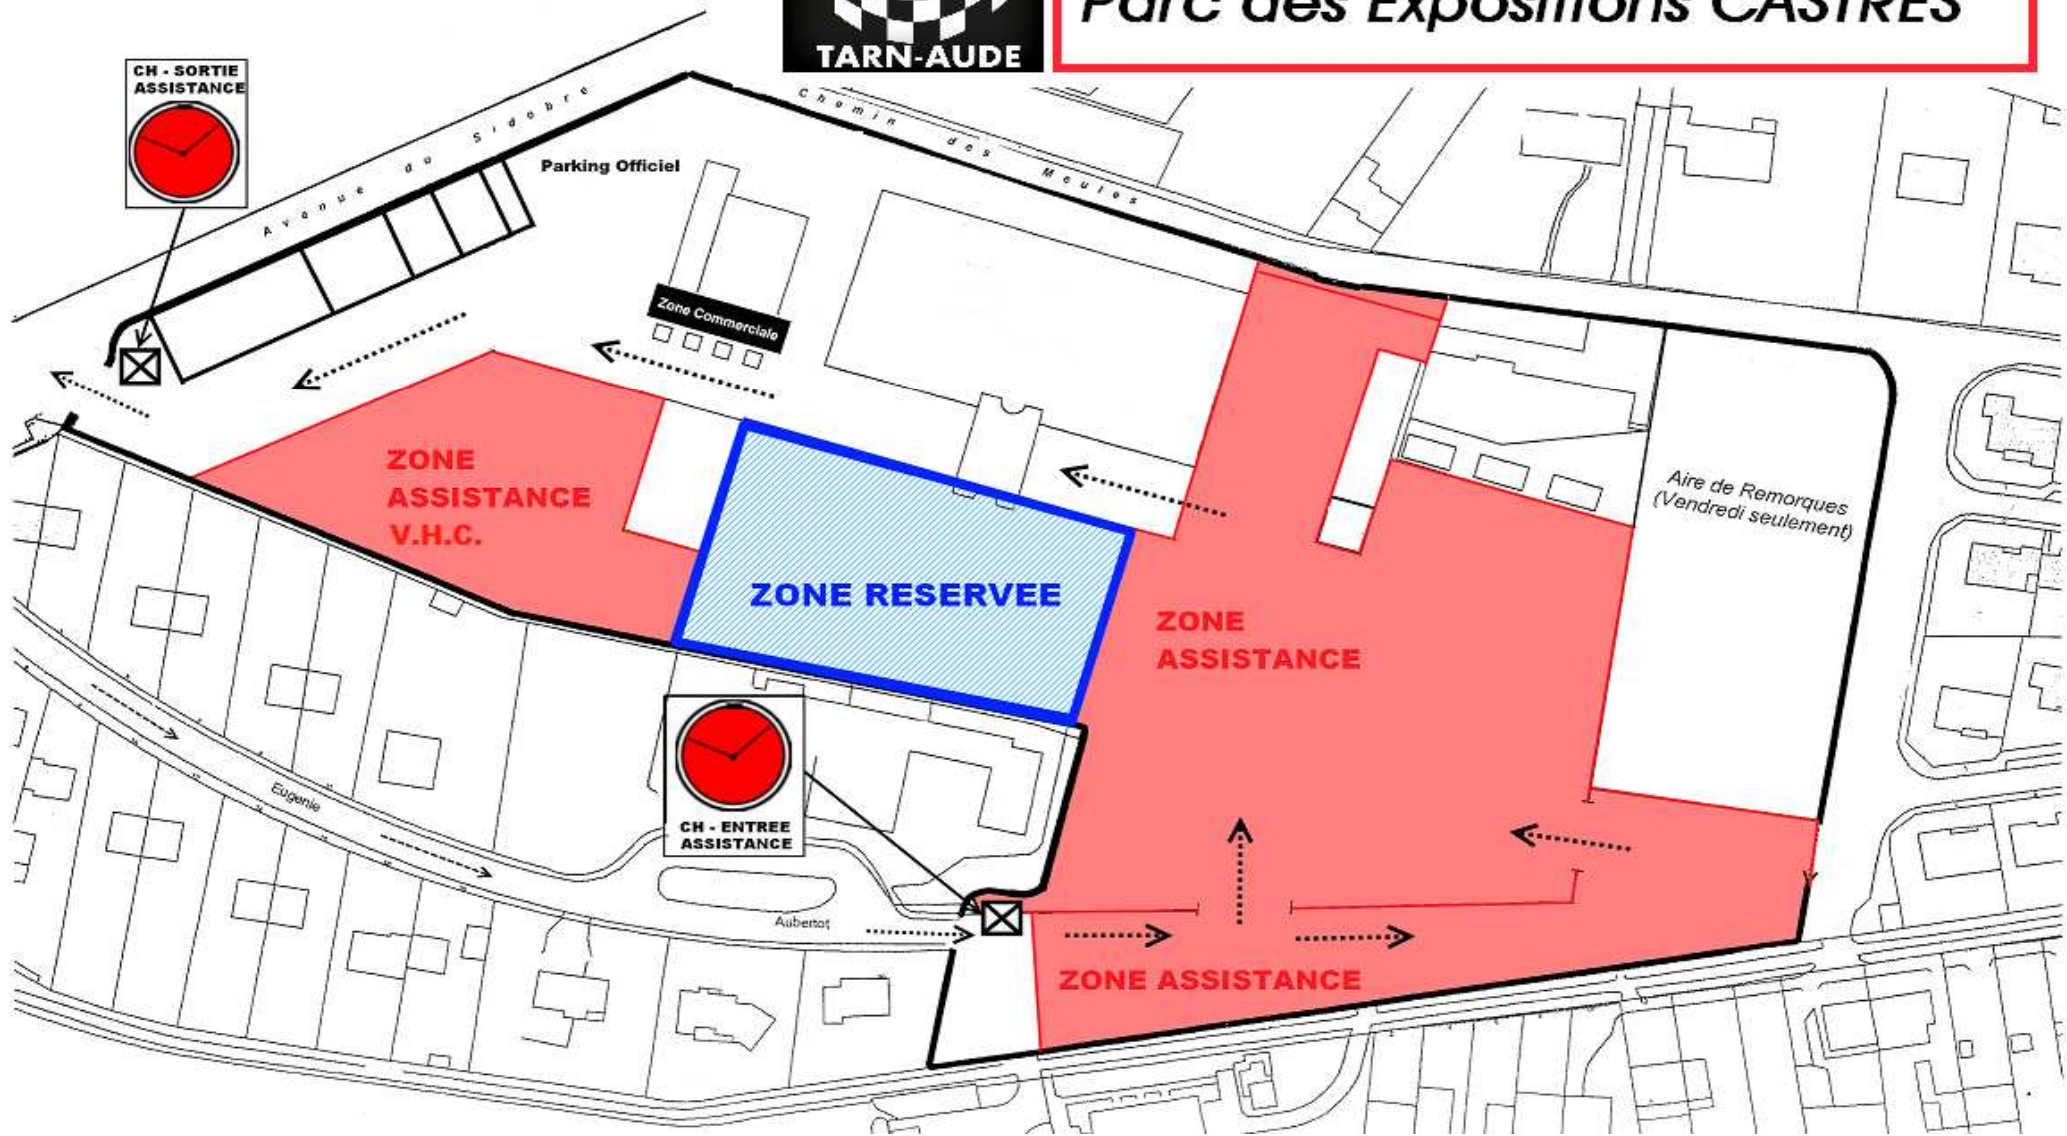 Parc des Expositions CASTRES
TARN-AUDE
CH - SORTIE
ASSISTANCE
Avenue du Sidobre
Chemin des Meules
Parking Officiel
Zone Commerciale
ZONE
ASSISTANCE
V.H.C.
Aire de Remorques
(Vendredi seulement)
ZONE RESERVEE
ZONE
ASSISTANCE
Eugenie
CH - ENTREE
ASSISTANCE
Aubertot
ZONE ASSISTANCE